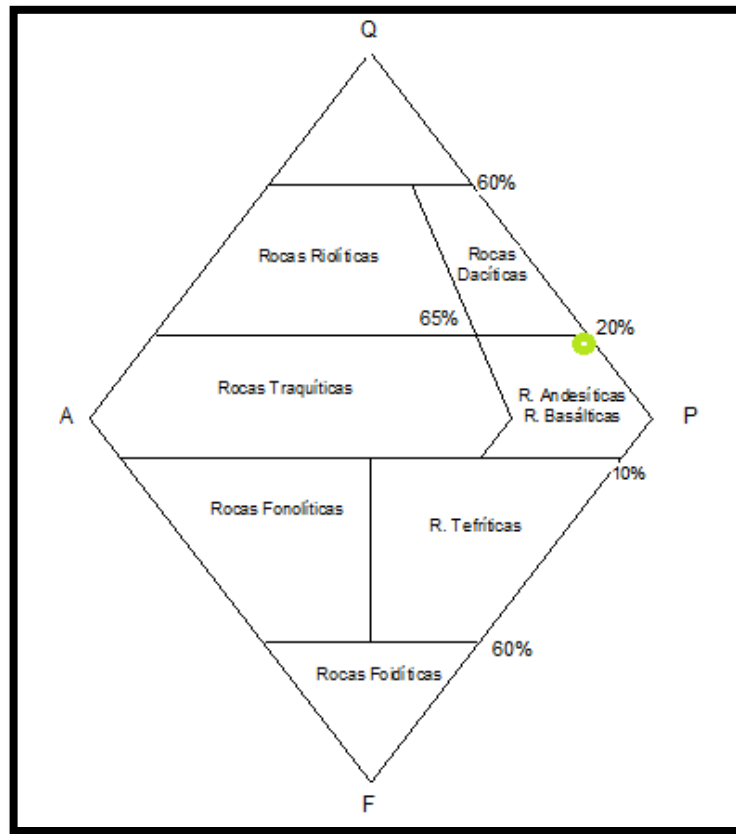 Q
60%
Rocas Riolíticas
Rocas
Dacíticas
65%
20%
Rocas Traquíticas
R. Andesíticas
R. Basálticas
A
P
10%
Rocas Fonolíticas
R. Tefríticas
60%
Rocas Foidíticas
F